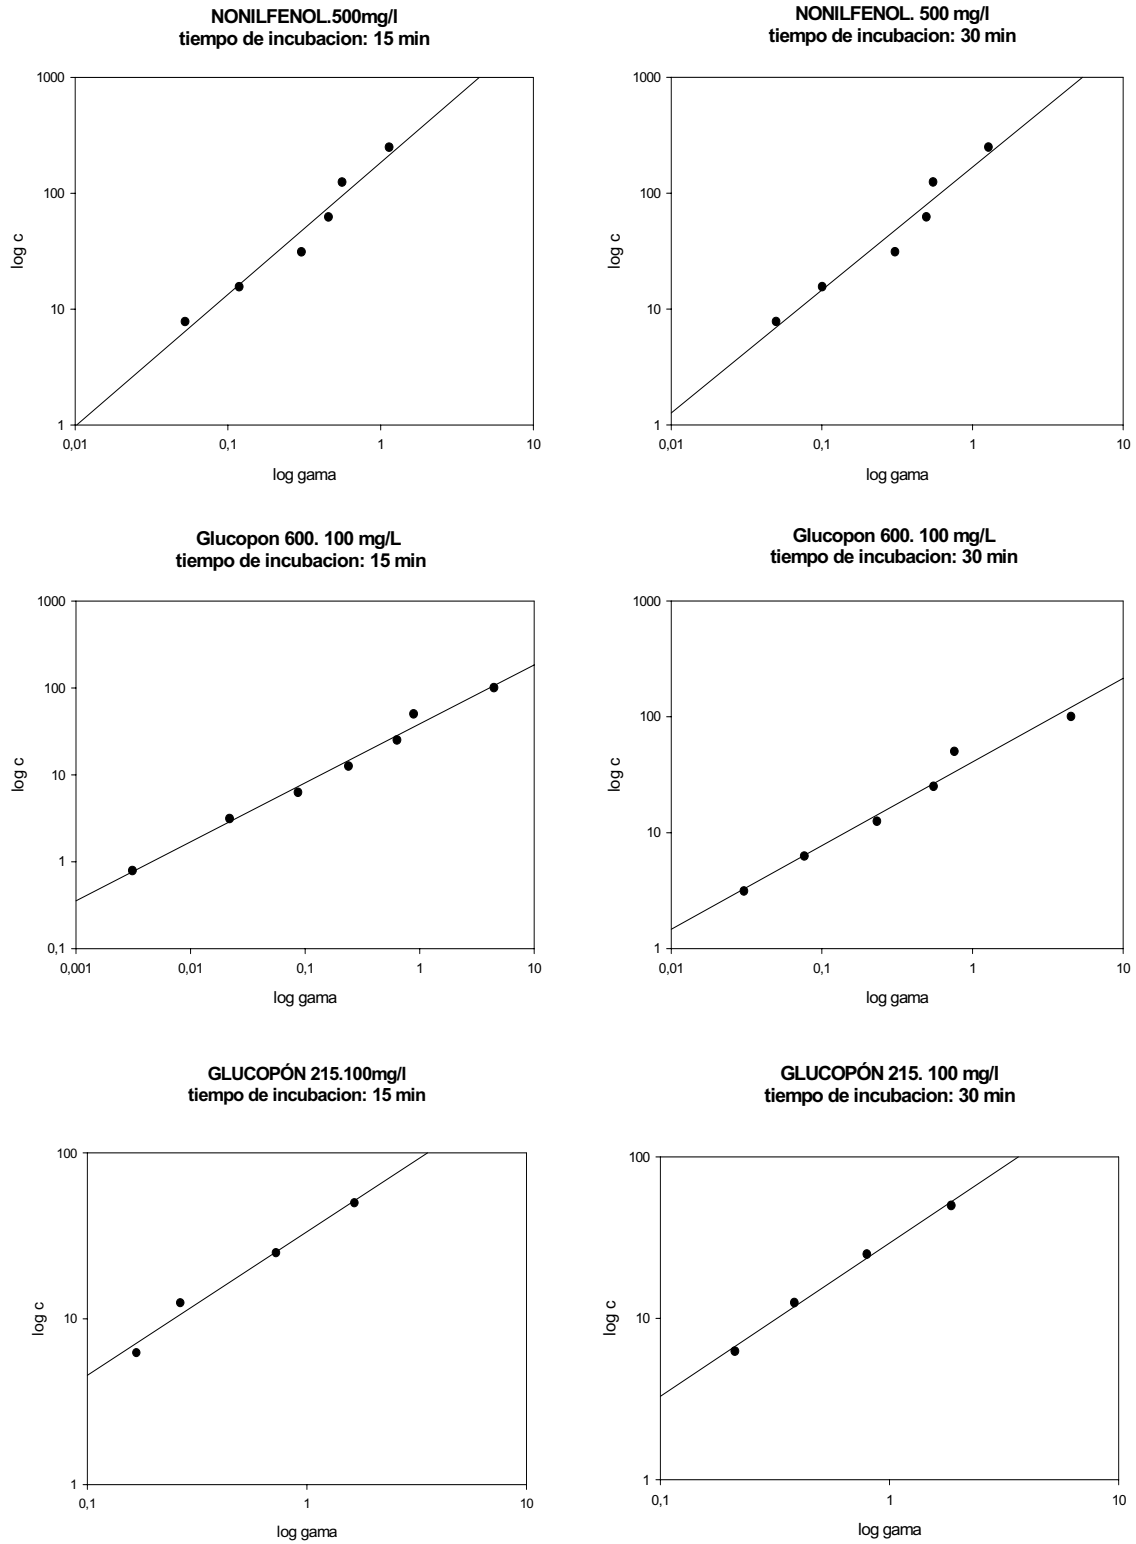 NONILFENOL.500mg/l
tiempo de incubacion: 15 min
1000
100
10
1
0,01
0,1
1
10
log c
log gama
NONILFENOL. 500 mg/l
tiempo de incubacion: 30 min
1000
100
10
1
0,01
0,1
1
10
log c
log gama
Glucopon 600. 100 mg/L
tiempo de incubacion: 15 min
1000
100
10
1
0,1
0,001
0,01
0,1
1
10
log c
log gama
Glucopon 600. 100 mg/L
tiempo de incubacion: 30 min
1000
100
10
1
0,01
0,1
1
10
log c
log gama
GLUCOPÓN 215.100mg/l
tiempo de incubacion: 15 min
100
10
1
0,1
1
10
log c
log gama
GLUCOPÓN 215. 100 mg/l
tiempo de incubacion: 30 min
100
10
1
0,1
1
10
log c
log gama